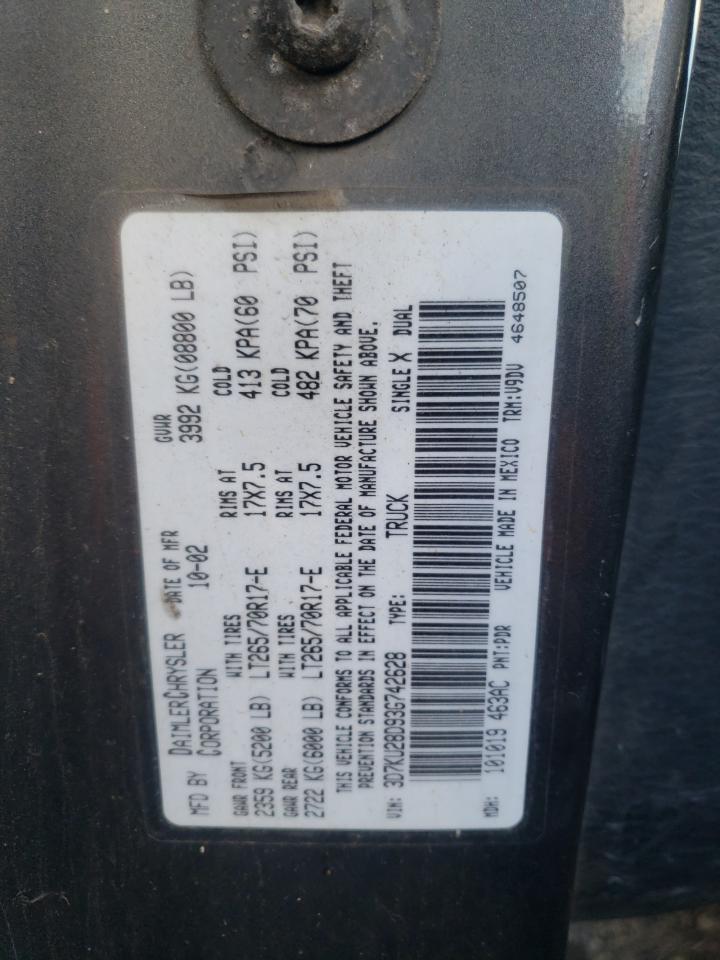 MFD BY DAIMLERCHRYSLER DATE OF MFR GVWR
CORPORATION 10-02 3992 KG(08800 LB)
GAWR FRONT WITH TIRES RIMS AT COLD
2359 KG(5200 LB) LT265/70R17-E 17X7.5 413 KPA(60 PSI)
GAWR REAR WITH TIRES RIMS AT COLD
2722 KG(6000 LB) LT265/70R17-E 17X7.5 482 KPA(70 PSI)
THIS VEHICLE CONFORMS TO ALL APPLICABLE FEDERAL MOTOR VEHICLE SAFETY AND THEFT
PREVENTION STANDARDS IN EFFECT ON THE DATE OF MANUFACTURE SHOWN ABOVE.
VIN: 3D7KU28D93G742628 TYPE: TRUCK SINGLE X DUAL
MDH: 101019 463AC PNT:PDR VEHICLE MADE IN MEXICO TRM:V9DV
4648507